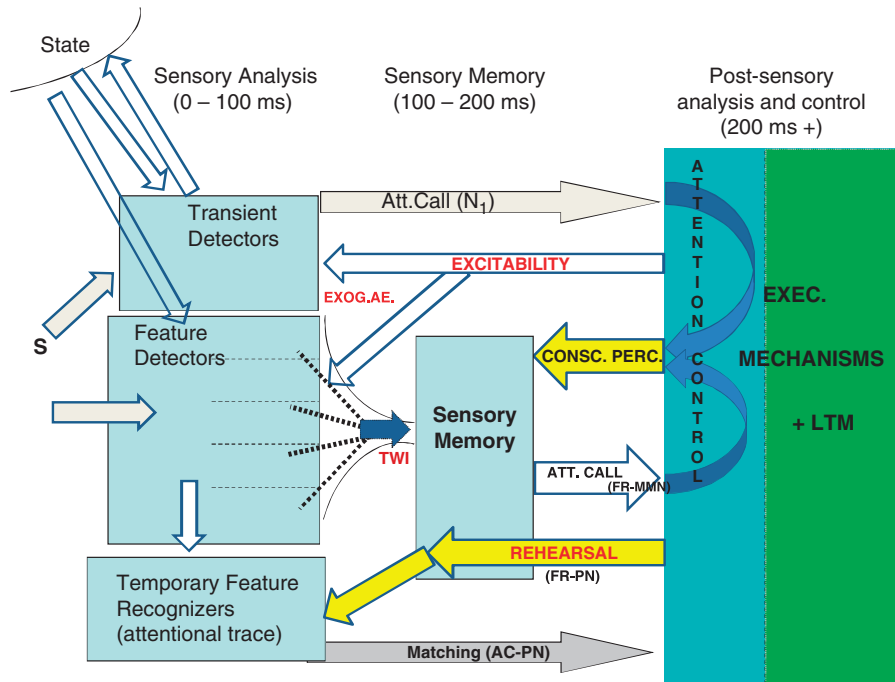 State
Sensory Analysis
(0 – 100 ms)
Sensory Memory
(100 – 200 ms)
Post-sensory
analysis and control
(200 ms +)
Transient
Detectors
Att.Call (N1)
EXCITABILITY
EXOG.AE.
S
Feature
Detectors
CONSC. PERC.
ATTENTION CONTROL
EXEC.
MECHANISMS
+ LTM
Sensory
Memory
TWI
ATT. CALL
(FR-MMN)
REHEARSAL
(FR-PN)
Temporary Feature
Recognizers
(attentional trace)
Matching (AC-PN)